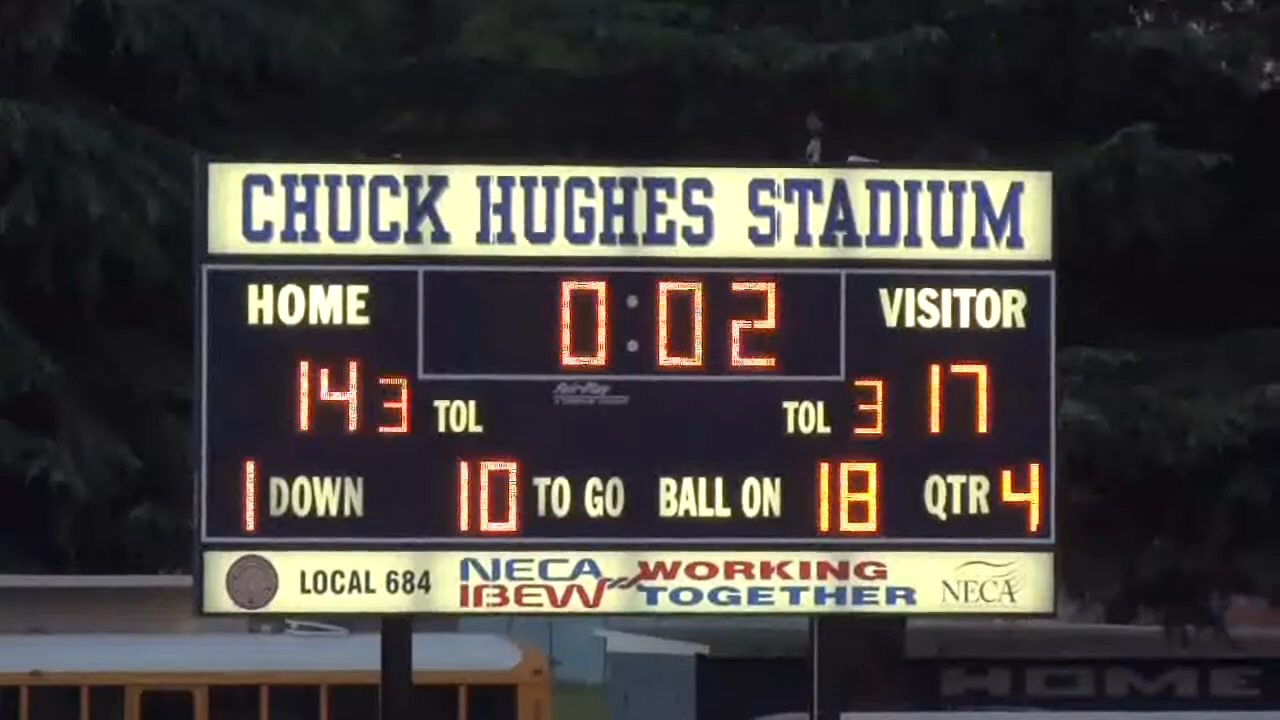 CHUCK HUGHES STADIUM
HOME 0:02 VISITOR
14 3 TOL TOL 3 17
1 DOWN 10 TO GO BALL ON 18 QTR 4
LOCAL 684 NECA IBEW WORKING TOGETHER NECA
HOME